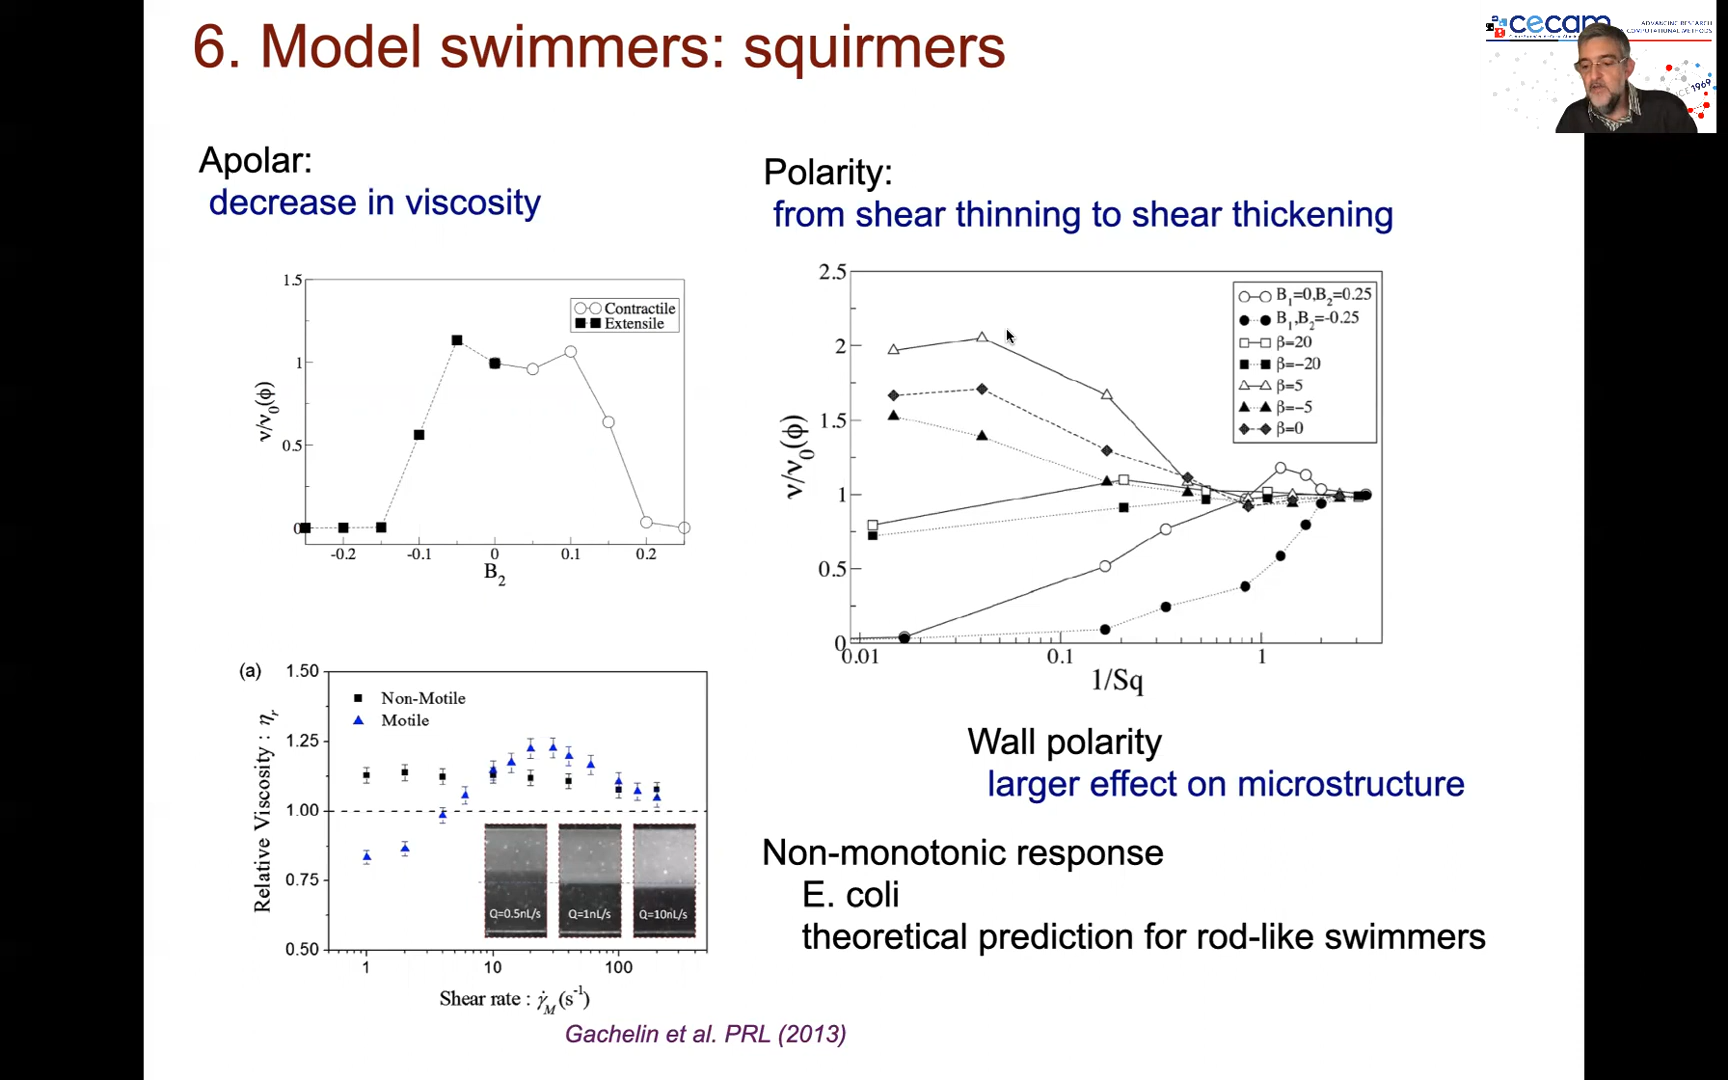 6. Model swimmers: squirmers
cecam
ADVANCING RESEARCH
COMPUTATIONAL METHODS
1969
Apolar:
decrease in viscosity
1.5
1
0.5
0
ν/ν0(ϕ)
Contractile
Extensile
-0.2 -0.1 0 0.1 0.2
B2
(a)
1.50
1.25
1.00
0.75
0.50
Relative Viscosity : ηr
Non-Motile
Motile
Q=0.5nL/s Q=1nL/s Q=10nL/s
1 10 100
Shear rate : γ̇M (s-1)
Gachelin et al. PRL (2013)
Polarity:
from shear thinning to shear thickening
2.5
2
1.5
1
0.5
0
ν/ν0(ϕ)
B1=0,B2=0.25
B1,B2=-0.25
β=20
β=-20
β=5
β=-5
β=0
0.01 0.1 1
1/Sq
Wall polarity
larger effect on microstructure
Non-monotonic response
E. coli
theoretical prediction for rod-like swimmers